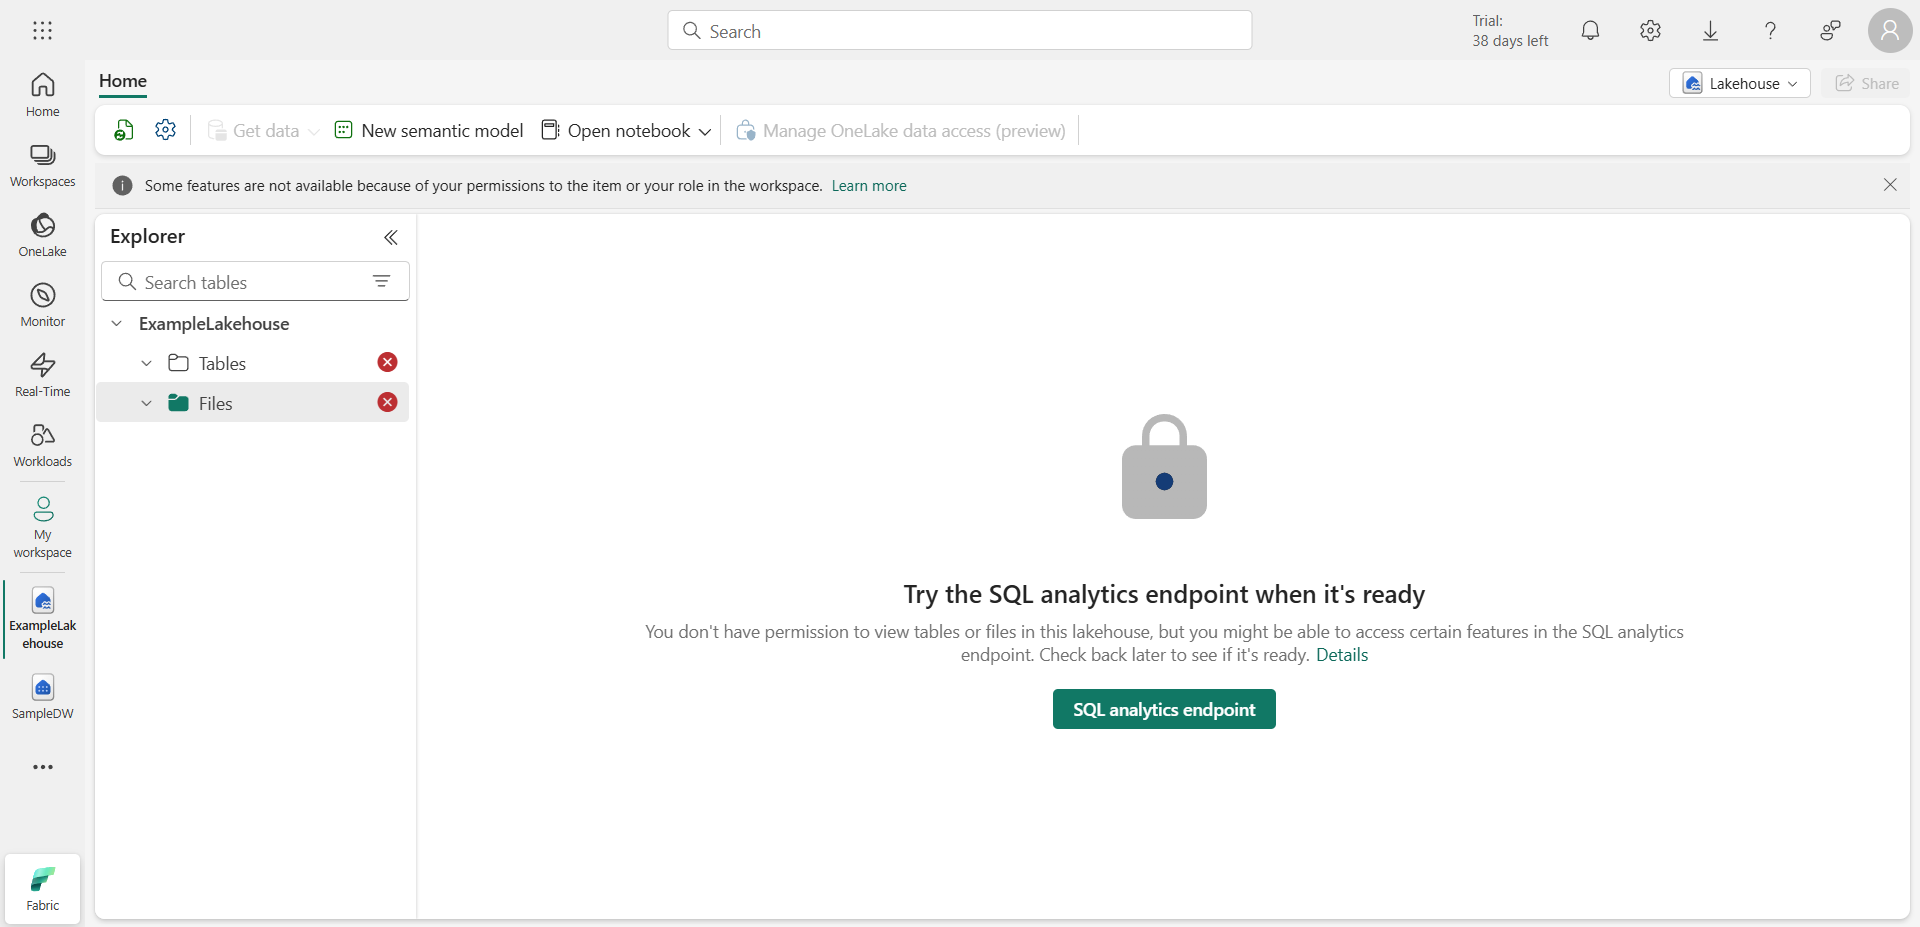 Search
Trial:
38 days left
Home
Workspaces
OneLake
Monitor
Real-Time
Workloads
My
workspace
ExampleLak
ehouse
SampleDW
Fabric
Home
Lakehouse
Share
Get data
New semantic model
Open notebook
Manage OneLake data access (preview)
Some features are not available because of your permissions to the item or your role in the workspace. Learn more
Explorer
Search tables
ExampleLakehouse
Tables
Files
Try the SQL analytics endpoint when it's ready
You don't have permission to view tables or files in this lakehouse, but you might be able to access certain features in the SQL analytics
endpoint. Check back later to see if it's ready. Details
SQL analytics endpoint